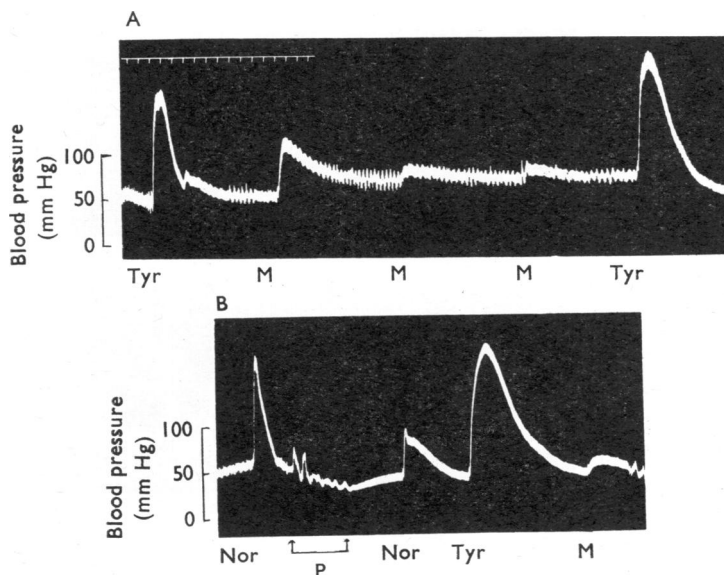 A
Blood pressure
(mm Hg)
100
50
0
Tyr M M M Tyr
B
Blood pressure
(mm Hg)
100
50
0
Nor P Nor Tyr M